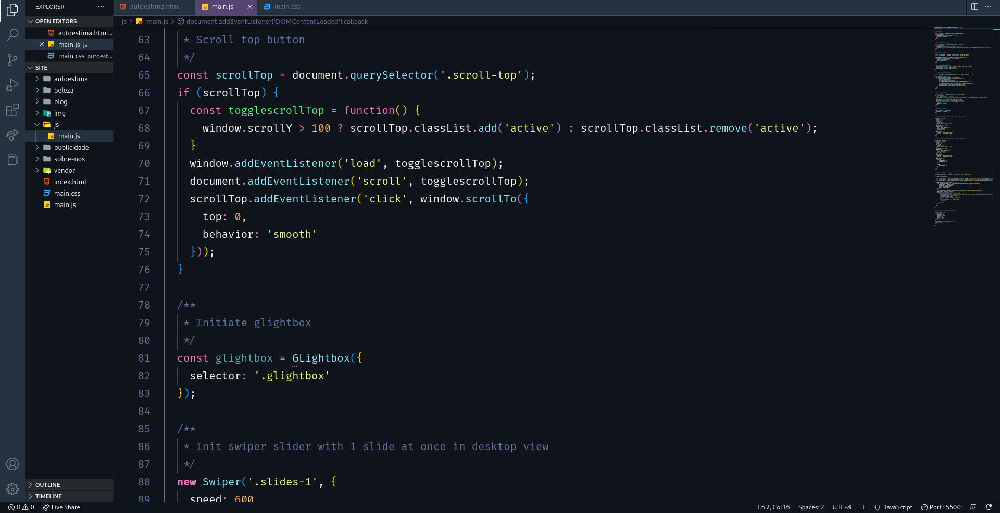 EXPLORER
OPEN EDITORS
autoestima.html...
main.js js
main.css autoest...
SITE
autoestima
beleza
blog
img
js
main.js
publicidade
sobre-nos
vendor
index.html
main.css
main.js
OUTLINE
TIMELINE
autoestima.html
main.js
main.css
js > main.js > document.addEventListener('DOMContentLoaded') callback
63 * Scroll top button
64 */
65 const scrollTop = document.querySelector('.scroll-top');
66 if (scrollTop) {
67 const togglescrollTop = function() {
68 window.scrollY > 100 ? scrollTop.classList.add('active') : scrollTop.classList.remove('active');
69 }
70 window.addEventListener('load', togglescrollTop);
71 document.addEventListener('scroll', togglescrollTop);
72 scrollTop.addEventListener('click', window.scrollTo({
73 top: 0,
74 behavior: 'smooth'
75 }));
76 }
77
78 /**
79 * Initiate glightbox
80 */
81 const glightbox = GLightbox({
82 selector: '.glightbox'
83 });
84
85 /**
86 * Init swiper slider with 1 slide at once in desktop view
87 */
88 new Swiper('.slides-1', {
89 speed: 600
0 0 Live Share
Ln 2, Col 16 Spaces: 2 UTF-8 LF {} JavaScript Port : 5500